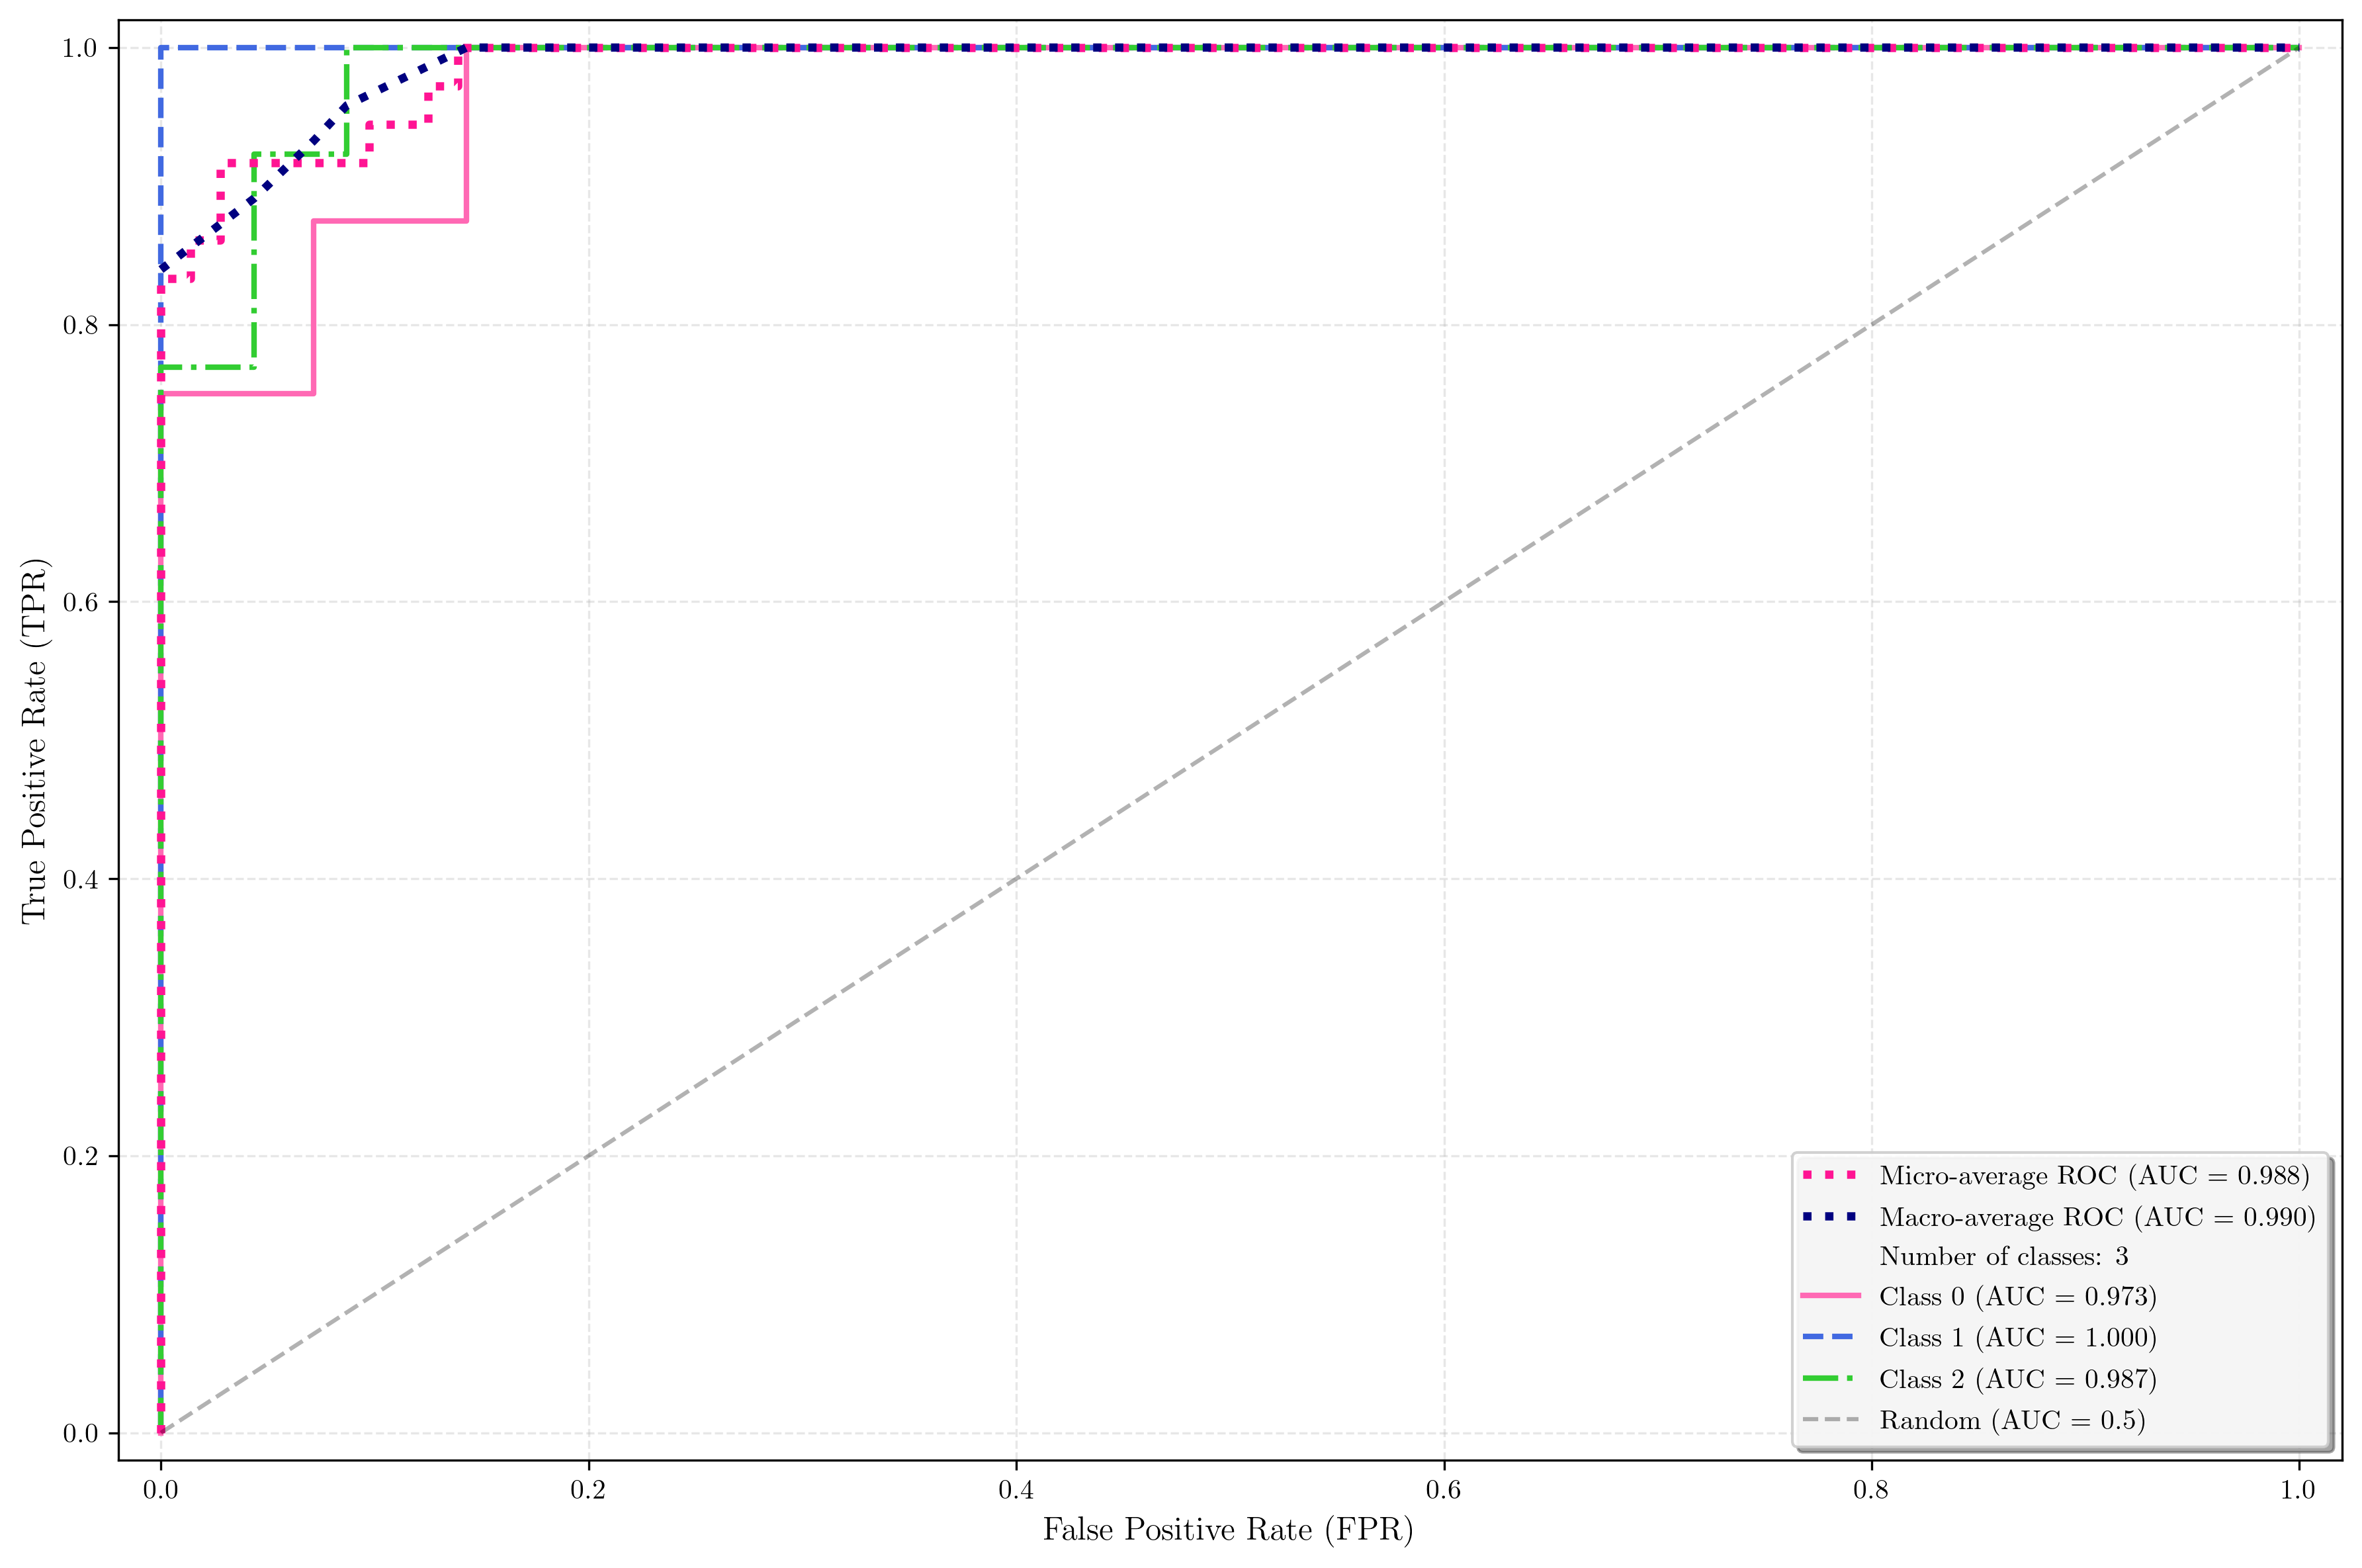 1.0
0.8
0.6
0.4
0.2
0.0
True Positive Rate (TPR)
0.0 0.2 0.4 0.6 0.8 1.0
False Positive Rate (FPR)
Micro-average ROC (AUC = 0.988)
Macro-average ROC (AUC = 0.990)
Number of classes: 3
Class 0 (AUC = 0.973)
Class 1 (AUC = 1.000)
Class 2 (AUC = 0.987)
Random (AUC = 0.5)